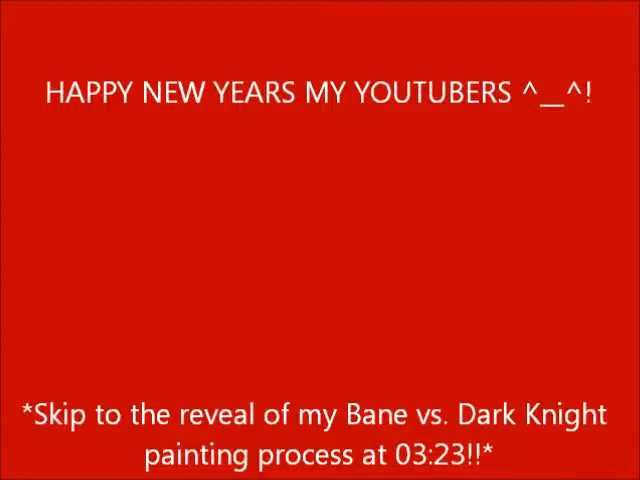 HAPPY NEW YEARS MY YOUTUBERS ^__^!
*Skip to the reveal of my Bane vs. Dark Knight
painting process at 03:23!!*